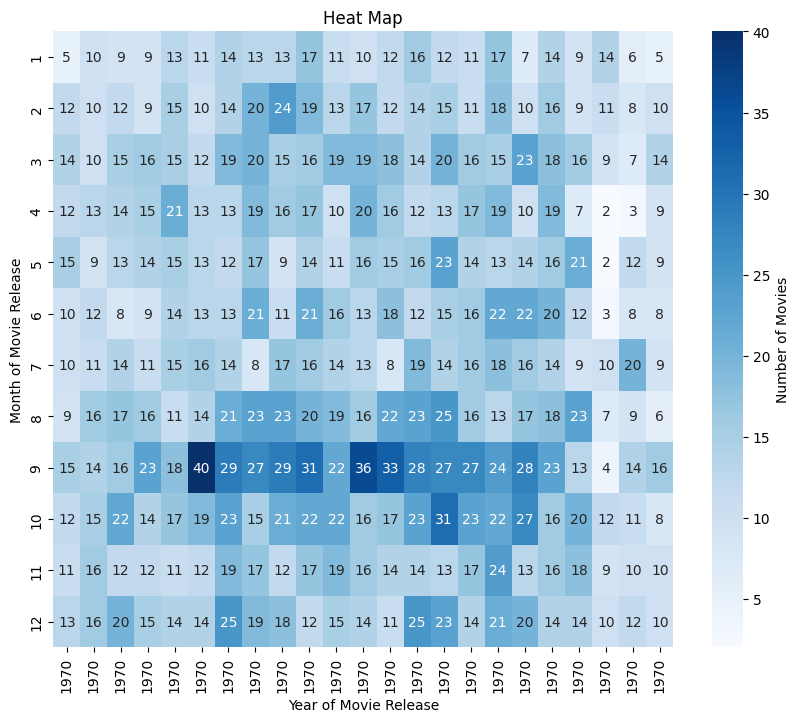 Heat Map
1 5 10 9 9 13 11 14 13 13 17 11 10 12 16 12 11 17 7 14 9 14 6 5
2 12 10 12 9 15 10 14 20 24 19 13 17 12 14 15 11 18 10 16 9 11 8 10
3 14 10 15 16 15 12 19 20 15 16 19 19 18 14 20 16 15 23 18 16 9 7 14
4 12 13 14 15 21 13 13 19 16 17 10 20 16 12 13 17 19 10 19 7 2 3 9
5 15 9 13 14 15 13 12 17 9 14 11 16 15 16 23 14 13 14 16 21 2 12 9
6 10 12 8 9 14 13 13 21 11 21 16 13 18 12 15 16 22 22 20 12 3 8 8
7 10 11 14 11 15 16 14 8 17 16 14 13 8 19 14 16 18 16 14 9 10 20 9
8 9 16 17 16 11 14 21 23 23 20 19 16 22 23 25 16 13 17 18 23 7 9 6
9 15 14 16 23 18 40 29 27 29 31 22 36 33 28 27 27 24 28 23 13 4 14 16
10 12 15 22 14 17 19 23 15 21 22 22 16 17 23 31 23 22 27 16 20 12 11 8
11 11 16 12 12 11 12 19 17 12 17 19 16 14 14 13 17 24 13 16 18 9 10 10
12 13 16 20 15 14 14 25 19 18 12 15 14 11 25 23 14 21 20 14 14 10 12 10
1970 1970 1970 1970 1970 1970 1970 1970 1970 1970 1970 1970 1970 1970 1970 1970 1970 1970 1970 1970 1970 1970 1970
Year of Movie Release
Month of Movie Release
40
35
30
25
20
15
10
5
Number of Movies